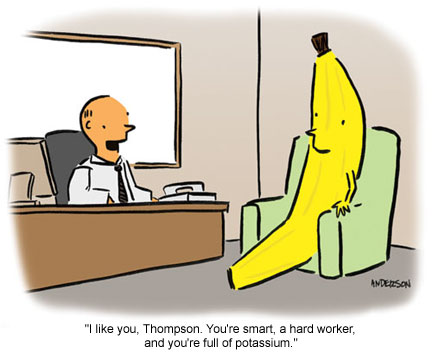 ANDERSON
"I like you, Thompson. You're smart, a hard worker,
and you're full of potassium."